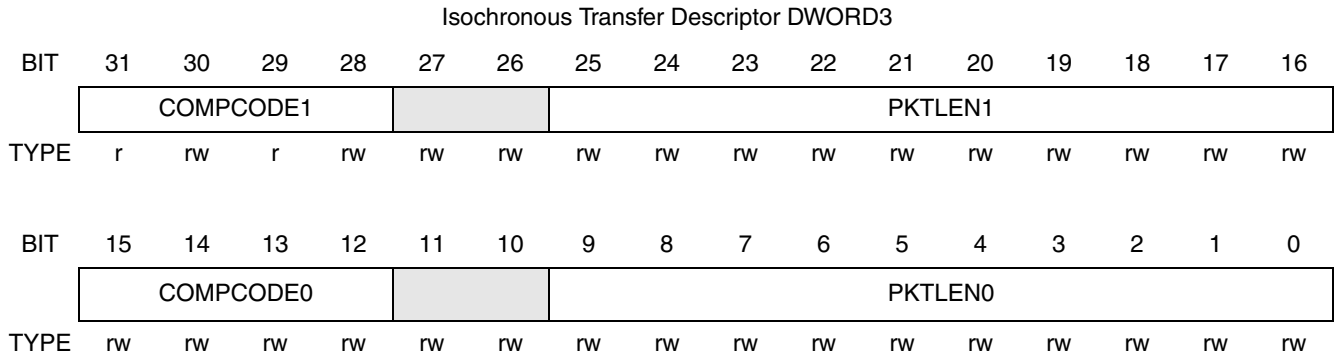 Isochronous Transfer Descriptor DWORD3
BIT 31 30 29 28 27 26 25 24 23 22 21 20 19 18 17 16
COMPCODE1 PKTLEN1
TYPE r rw r rw rw rw rw rw rw rw rw rw rw rw rw rw
BIT 15 14 13 12 11 10 9 8 7 6 5 4 3 2 1 0
COMPCODE0 PKTLEN0
TYPE rw rw rw rw rw rw rw rw rw rw rw rw rw rw rw rw